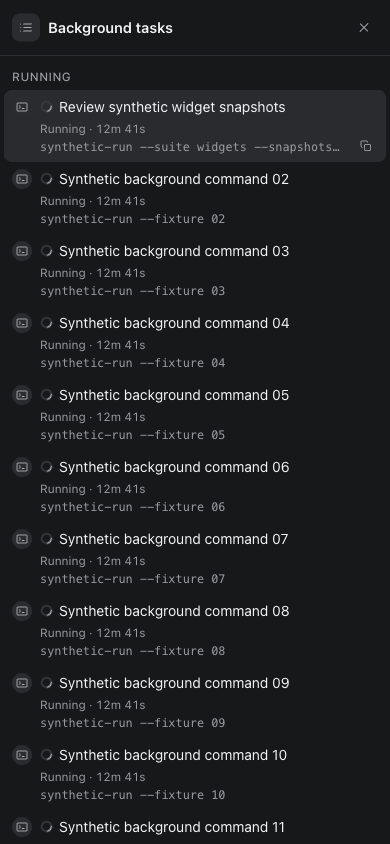 Background tasks
RUNNING
Review synthetic widget snapshots
Running · 12m 41s
synthetic-run --suite widgets --snapshots…
Synthetic background command 02
Running · 12m 41s
synthetic-run --fixture 02
Synthetic background command 03
Running · 12m 41s
synthetic-run --fixture 03
Synthetic background command 04
Running · 12m 41s
synthetic-run --fixture 04
Synthetic background command 05
Running · 12m 41s
synthetic-run --fixture 05
Synthetic background command 06
Running · 12m 41s
synthetic-run --fixture 06
Synthetic background command 07
Running · 12m 41s
synthetic-run --fixture 07
Synthetic background command 08
Running · 12m 41s
synthetic-run --fixture 08
Synthetic background command 09
Running · 12m 41s
synthetic-run --fixture 09
Synthetic background command 10
Running · 12m 41s
synthetic-run --fixture 10
Synthetic background command 11